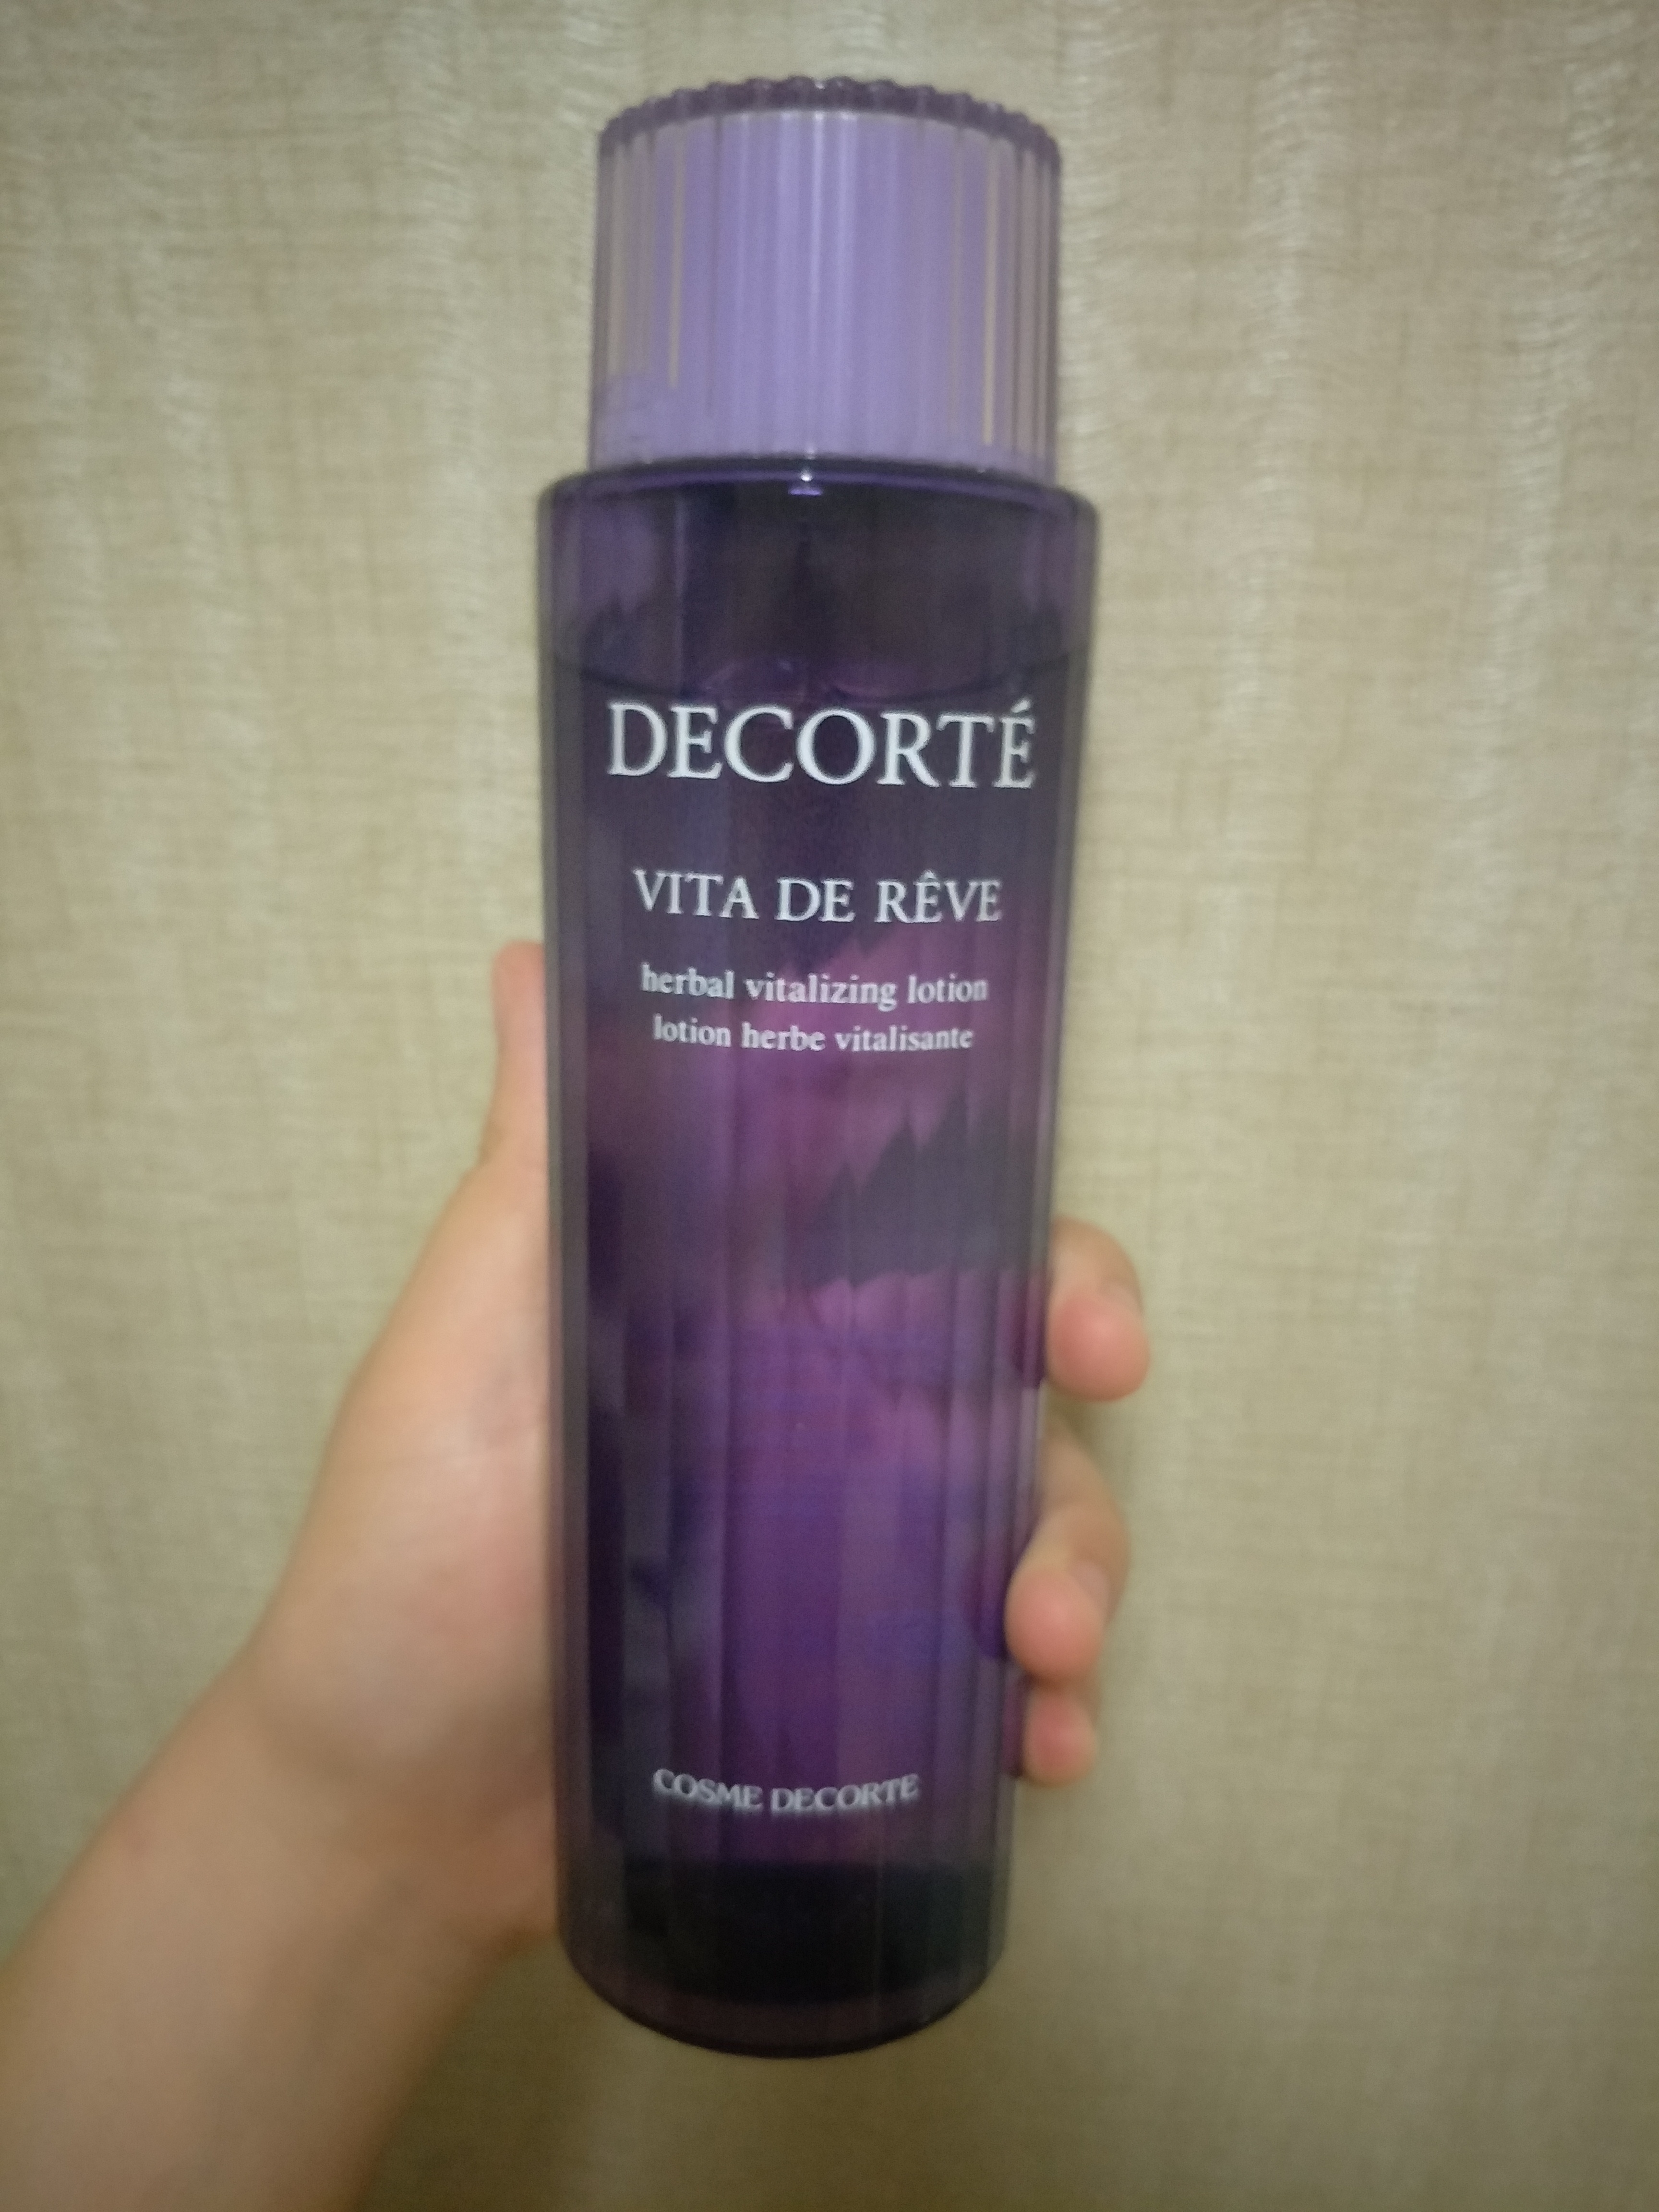 DECORTÉ
VITA DE RÊVE
herbal vitalizing lotion
lotion herbe vitalisante
COSME DECORTE